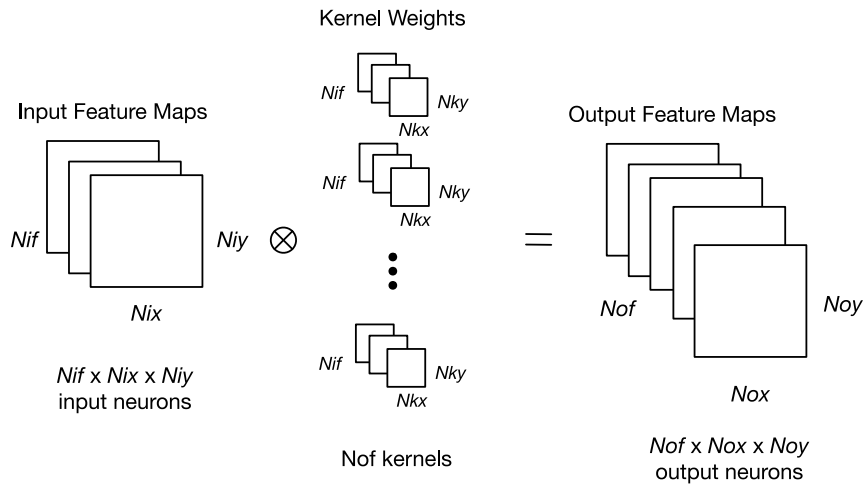 Kernel Weights
Nif
Nky
Nkx
Input Feature Maps
Nif
Niy
Nix
Nif x Nix x Niy
input neurons
Nif
Nky
Nkx
Nif
Nky
Nkx
Nof kernels
Output Feature Maps
Nof
Noy
Nox
Nof x Nox x Noy
output neurons